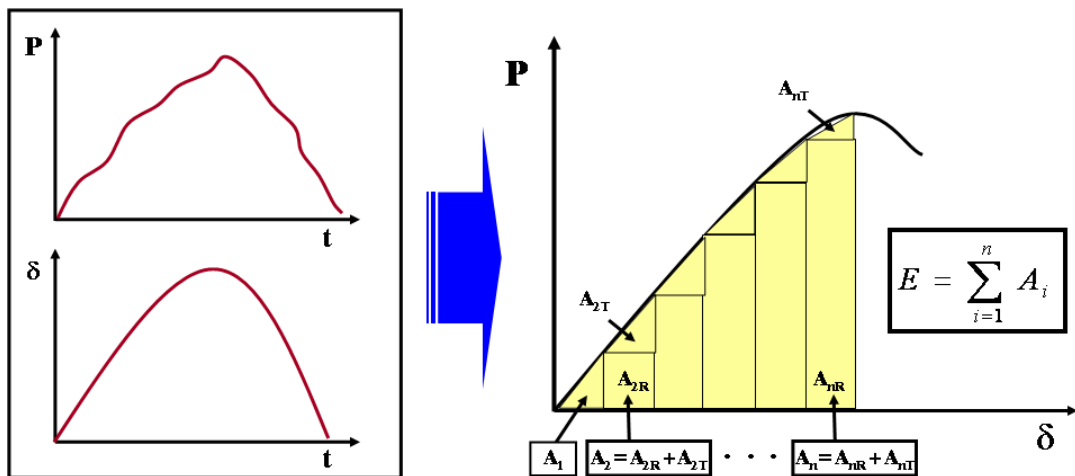 P
t
δ
t
P
AnT
A2T
A2R
AnR
δ
E = ∑ i=1 n Ai
A1
A2 = A2R + A2T
· · ·
An = AnR + AnT